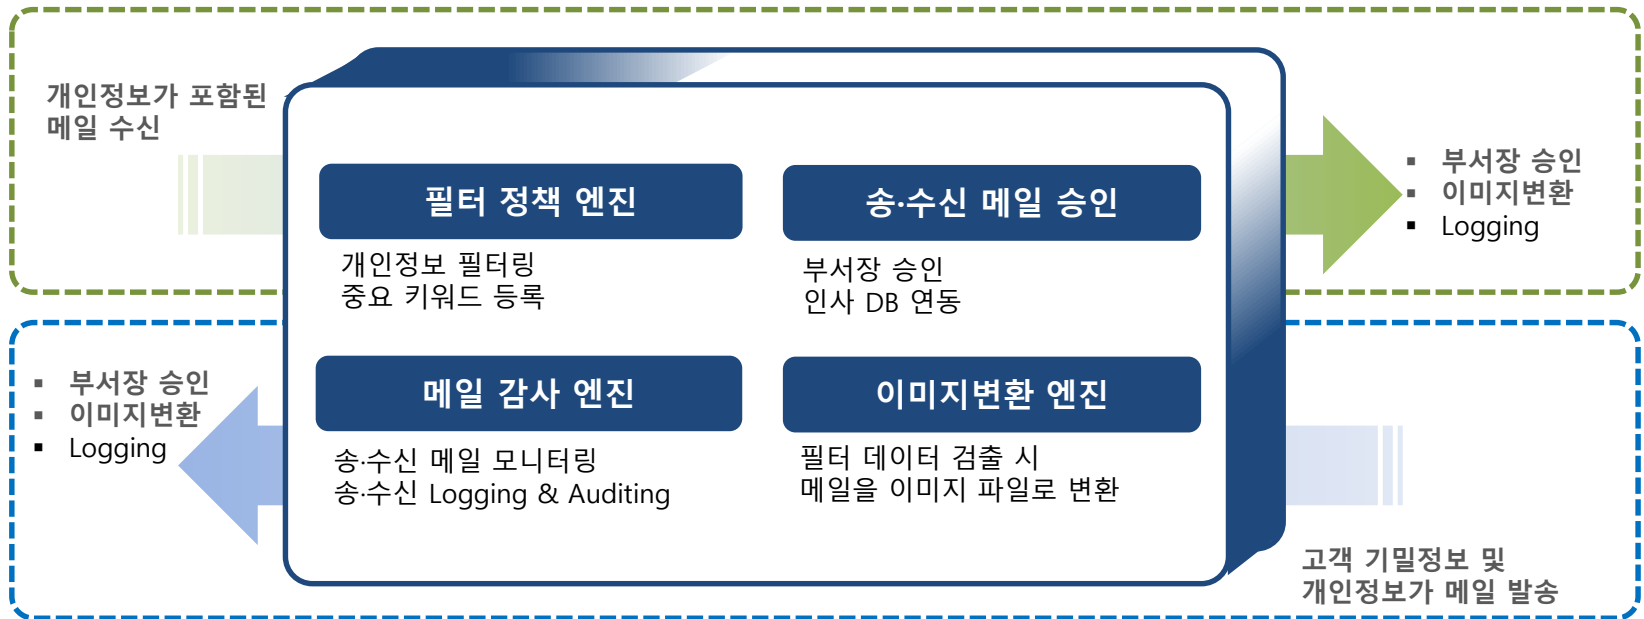 개인정보가 포함된
메일 수신
필터 정책 엔진
개인정보 필터링
중요 키워드 등록
송·수신 메일 승인
부서장 승인
인사 DB 연동
▪ 부서장 승인
▪ 이미지변환
▪ Logging
▪ 부서장 승인
▪ 이미지변환
▪ Logging
메일 감사 엔진
송·수신 메일 모니터링
송·수신 Logging & Auditing
이미지변환 엔진
필터 데이터 검출 시
메일을 이미지 파일로 변환
고객 기밀정보 및
개인정보가 메일 발송